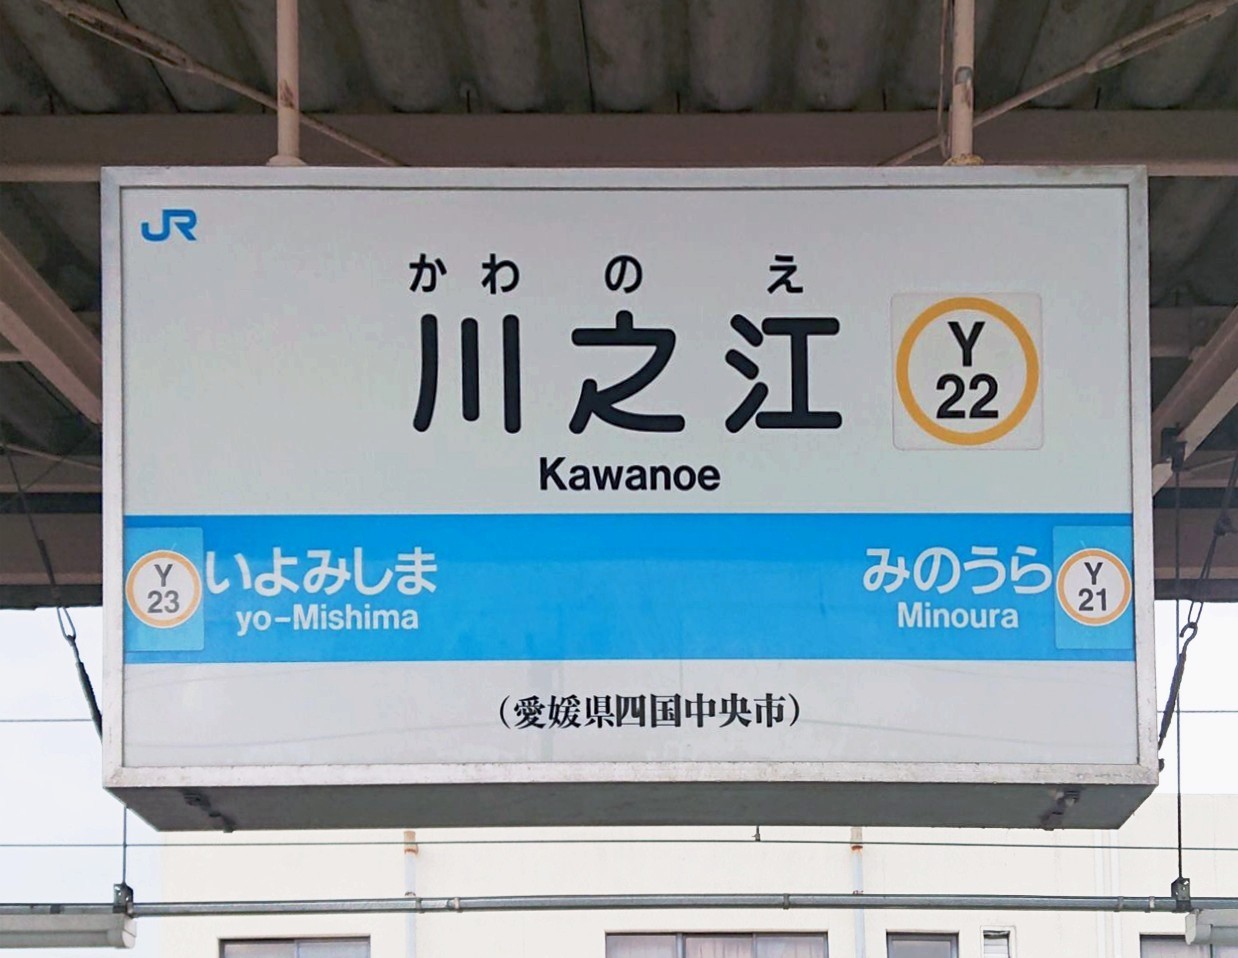 JR
かわのえ
川之江
Y
22
Kawanoe
Y
23
いよみしま
yo-Mishima
みのうら
Minoura
Y
21
（愛媛県四国中央市）